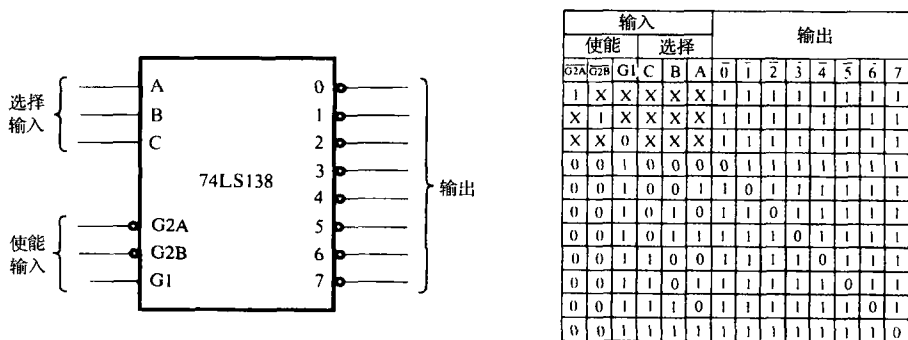 选择
输入
A
B
C
使能
输入
G2A
G2B
G1
74LS138
0
1
2
3
4
5
6
7
输出
输入 输出
使能 选择
G2A G2B G1 C B A 0 1 2 3 4 5 6 7
1 X X X X X 1 1 1 1 1 1 1 1
X 1 X X X X 1 1 1 1 1 1 1 1
X X 0 X X X 1 1 1 1 1 1 1 1
0 0 1 0 0 0 0 1 1 1 1 1 1 1
0 0 1 0 0 1 1 0 1 1 1 1 1 1
0 0 1 0 1 0 1 1 0 1 1 1 1 1
0 0 1 0 1 1 1 1 1 0 1 1 1 1
0 0 1 1 0 0 1 1 1 1 0 1 1 1
0 0 1 1 0 1 1 1 1 1 1 0 1 1
0 0 1 1 1 0 1 1 1 1 1 1 0 1
0 0 1 1 1 1 1 1 1 1 1 1 1 0